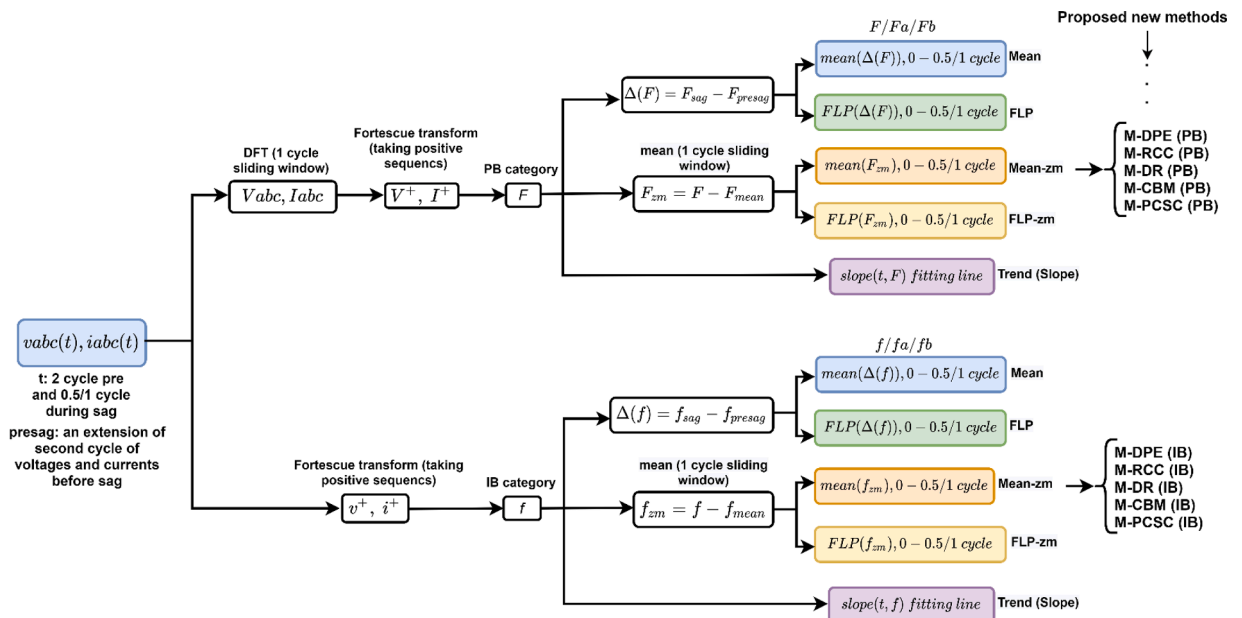 Proposed new methods
.
.
.
F/Fa/Fb
mean(Δ(F)), 0 − 0.5/1 cycle
Mean
Δ(F) = F_sag − F_presag
FLP(Δ(F)), 0 − 0.5/1 cycle
FLP
DFT (1 cycle
sliding window)
Vabc, Iabc
Fortescue transform
(taking positive
sequencs)
V⁺, I⁺
PB category
F
mean (1 cycle sliding
window)
F_zm = F − F_mean
mean(F_zm), 0 − 0.5/1 cycle
Mean-zm
FLP(F_zm), 0 − 0.5/1 cycle
FLP-zm
M-DPE (PB)
M-RCC (PB)
M-DR (PB)
M-CBM (PB)
M-PCSC (PB)
slope(t, F) fitting line
Trend (Slope)
vabc(t), iabc(t)
t: 2 cycle pre
and 0.5/1 cycle
during sag
presag: an extension of
second cycle of
voltages and currents
before sag
f/fa/fb
mean(Δ(f)), 0 − 0.5/1 cycle
Mean
Δ(f) = f_sag − f_presag
FLP(Δ(f)), 0 − 0.5/1 cycle
FLP
Fortescue transform (taking
positive sequences)
v⁺, i⁺
IB category
f
mean (1 cycle sliding
window)
f_zm = f − f_mean
mean(f_zm), 0 − 0.5/1 cycle
Mean-zm
FLP(f_zm), 0 − 0.5/1 cycle
FLP-zm
M-DPE (IB)
M-RCC (IB)
M-DR (IB)
M-CBM (IB)
M-PCSC (IB)
slope(t, f) fitting line
Trend (Slope)